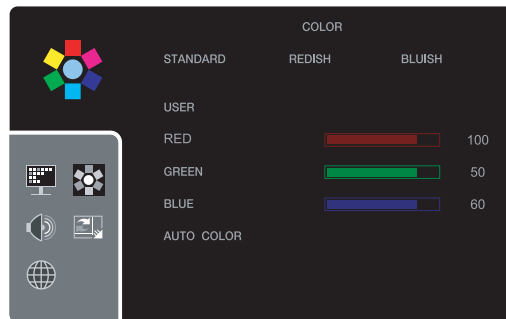 COLOR
STANDARD REDISH BLUISH
USER
RED 100
GREEN 50
BLUE 60
AUTO COLOR